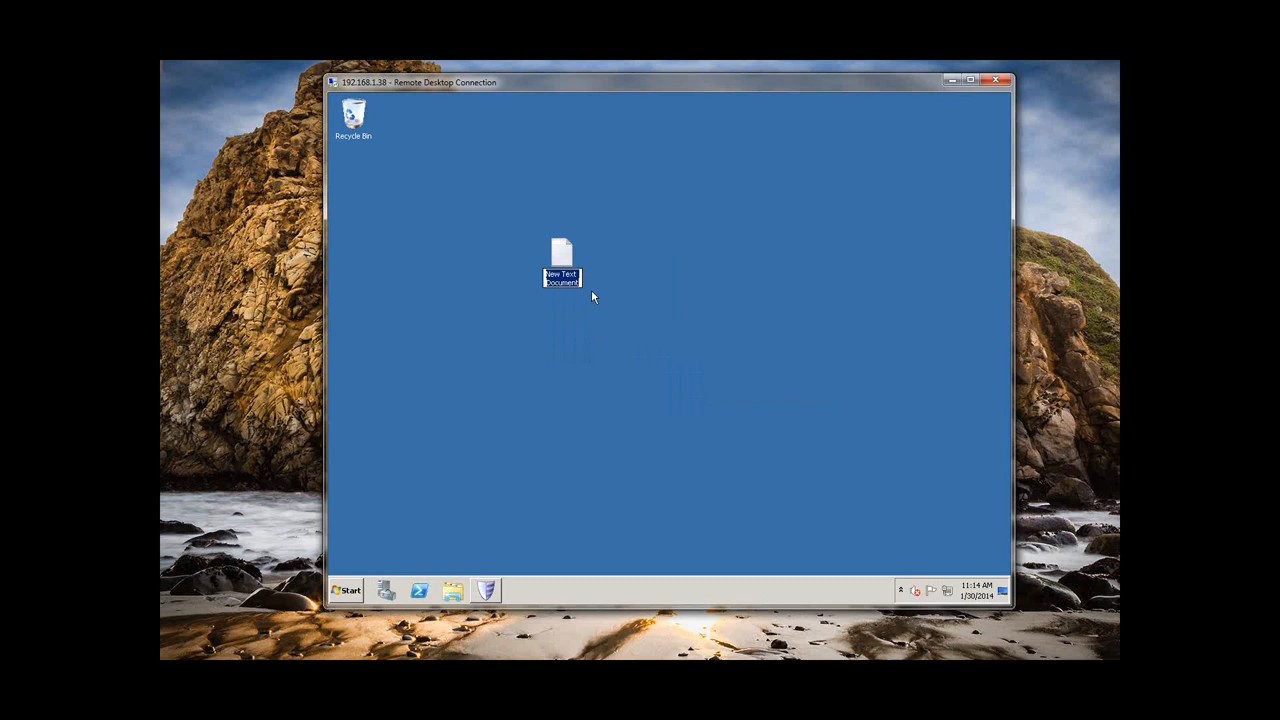 192.168.1.38 - Remote Desktop Connection
Recycle Bin
New Text
Document
Start
11:14 AM
1/30/2014